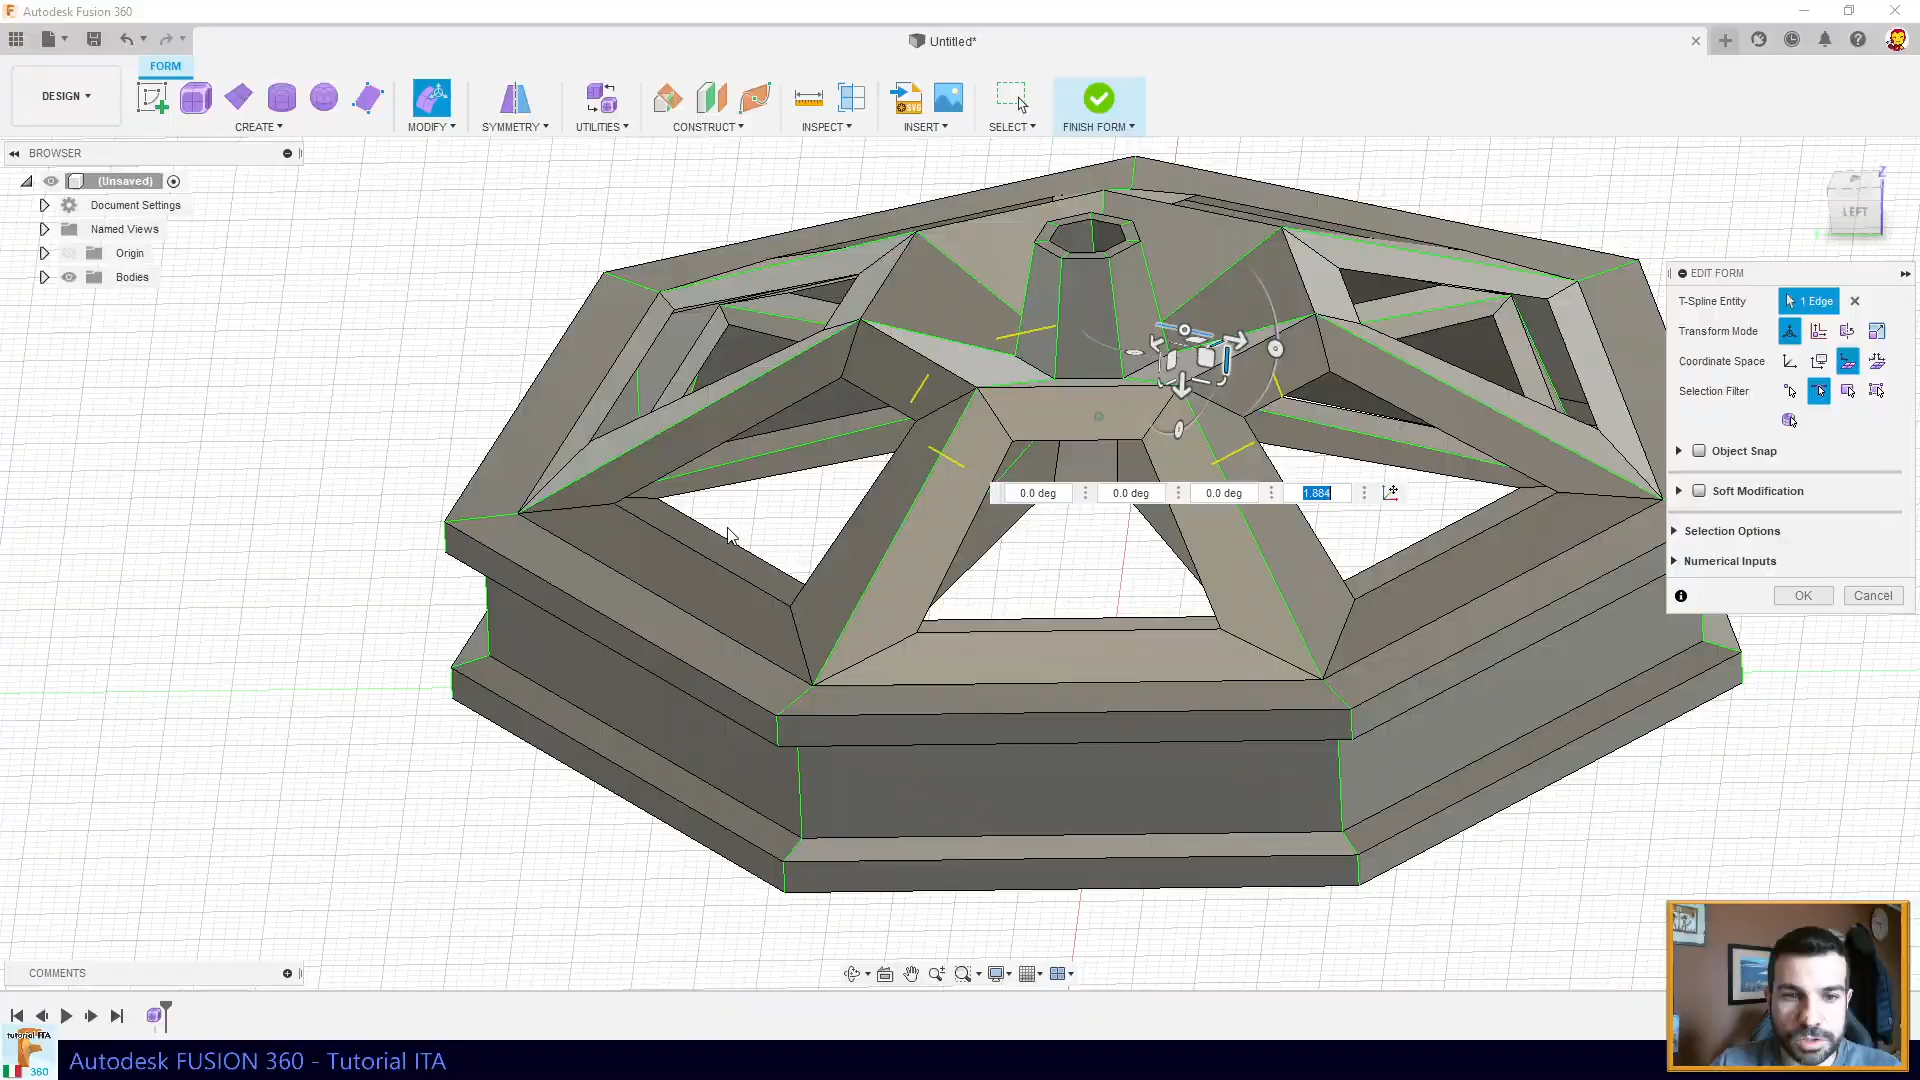 Autodesk Fusion 360
Untitled*
FORM
DESIGN
CREATE
MODIFY
SYMMETRY
UTILITIES
CONSTRUCT
INSPECT
INSERT
SELECT
FINISH FORM
BROWSER
(Unsaved)
Document Settings
Named Views
Origin
Bodies
Z
LEFT
EDIT FORM
T-Spline Entity
1 Edge
Transform Mode
Coordinate Space
Selection Filter
Object Snap
Soft Modification
Selection Options
Numerical Inputs
OK
Cancel
0.0 deg
0.0 deg
0.0 deg
1.884
COMMENTS
tutorial ITA
360
Autodesk FUSION 360 - Tutorial ITA